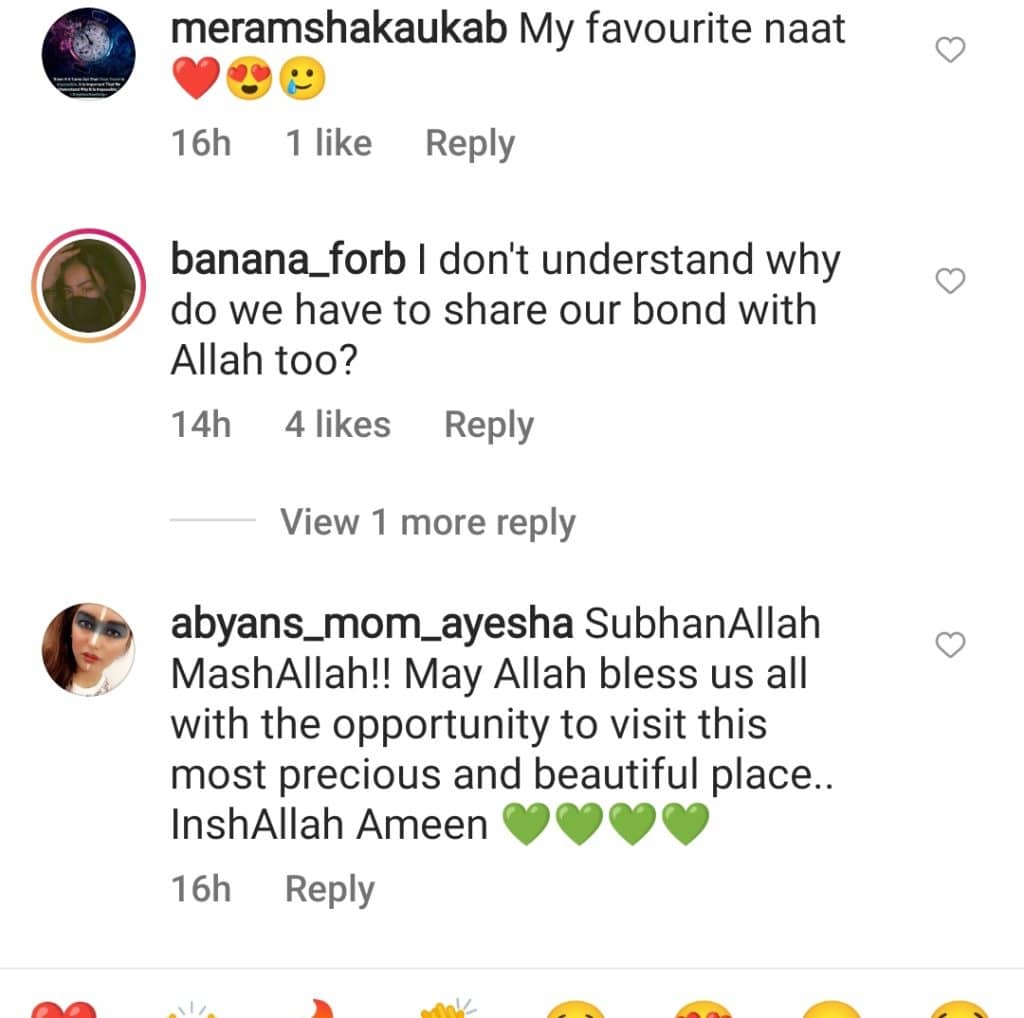 meramshakaukab My favourite naat
❤️😍🥲
16h 1 like Reply
banana_forb I don't understand why
do we have to share our bond with
Allah too?
14h 4 likes Reply
View 1 more reply
abyans_mom_ayesha SubhanAllah
MashAllah!! May Allah bless us all
with the opportunity to visit this
most precious and beautiful place..
InshAllah Ameen 💚💚💚💚
16h Reply